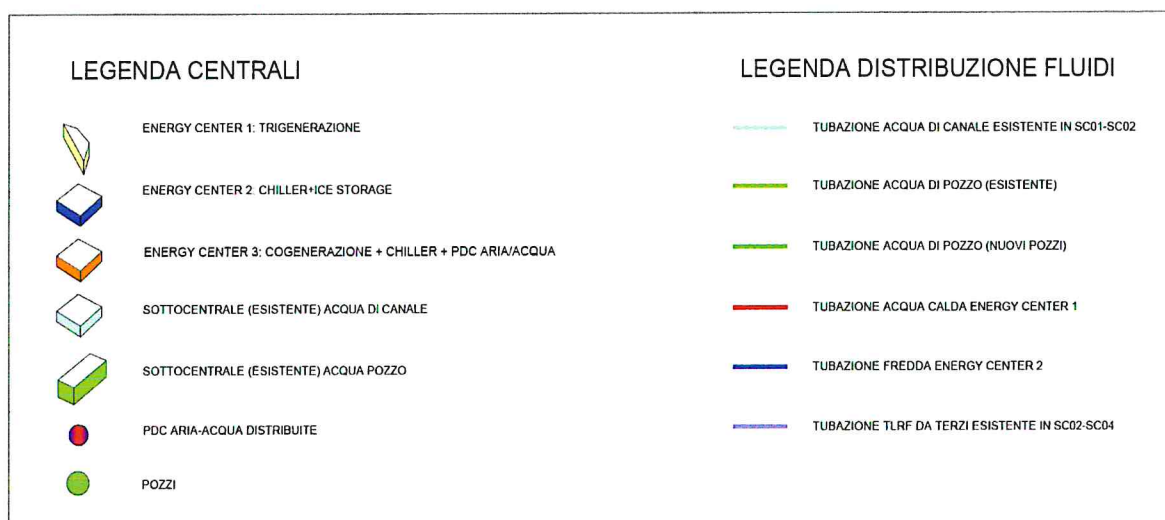 LEGENDA CENTRALI
ENERGY CENTER 1: TRIGENERAZIONE
ENERGY CENTER 2: CHILLER+ICE STORAGE
ENERGY CENTER 3: COGENERAZIONE + CHILLER + PDC ARIA/ACQUA
SOTTOCENTRALE (ESISTENTE) ACQUA DI CANALE
SOTTOCENTRALE (ESISTENTE) ACQUA POZZO
PDC ARIA-ACQUA DISTRIBUITE
POZZI
LEGENDA DISTRIBUZIONE FLUIDI
TUBAZIONE ACQUA DI CANALE ESISTENTE IN SC01-SC02
TUBAZIONE ACQUA DI POZZO (ESISTENTE)
TUBAZIONE ACQUA DI POZZO (NUOVI POZZI)
TUBAZIONE ACQUA CALDA ENERGY CENTER 1
TUBAZIONE FREDDA ENERGY CENTER 2
TUBAZIONE TLRF DA TERZI ESISTENTE IN SC02-SC04